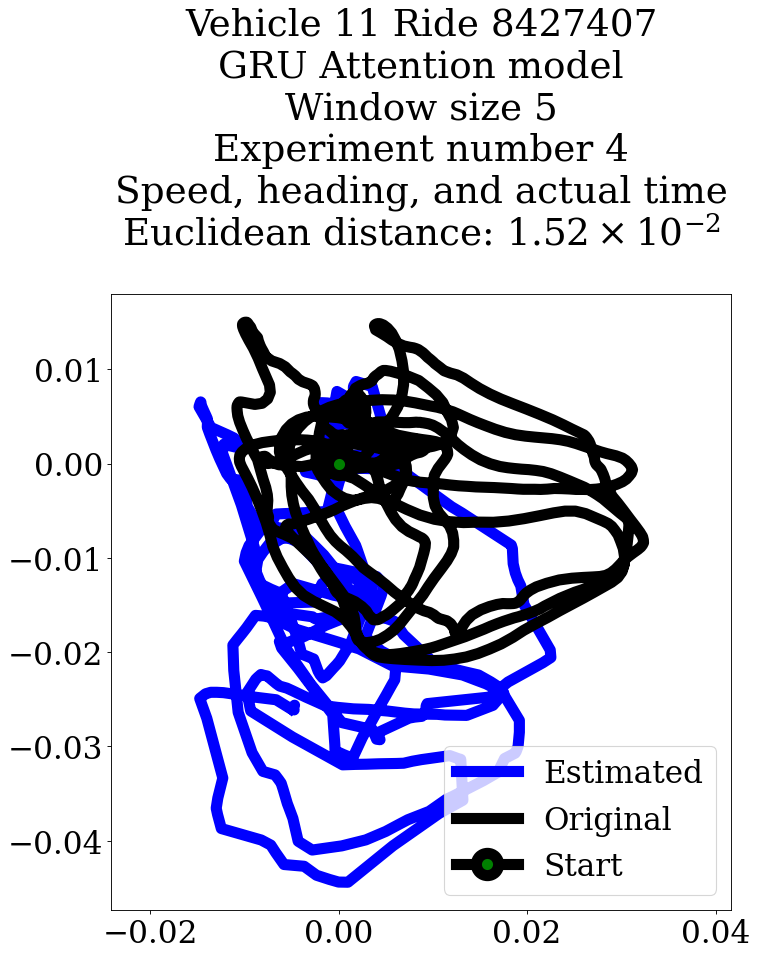 Vehicle 11 Ride 8427407
GRU Attention model
Window size 5
Experiment number 4
Speed, heading, and actual time
Euclidean distance: 1.52 × 10⁻²
0.01
0.00
−0.01
−0.02
−0.03
−0.04
Estimated
Original
Start
−0.02
0.00
0.02
0.04